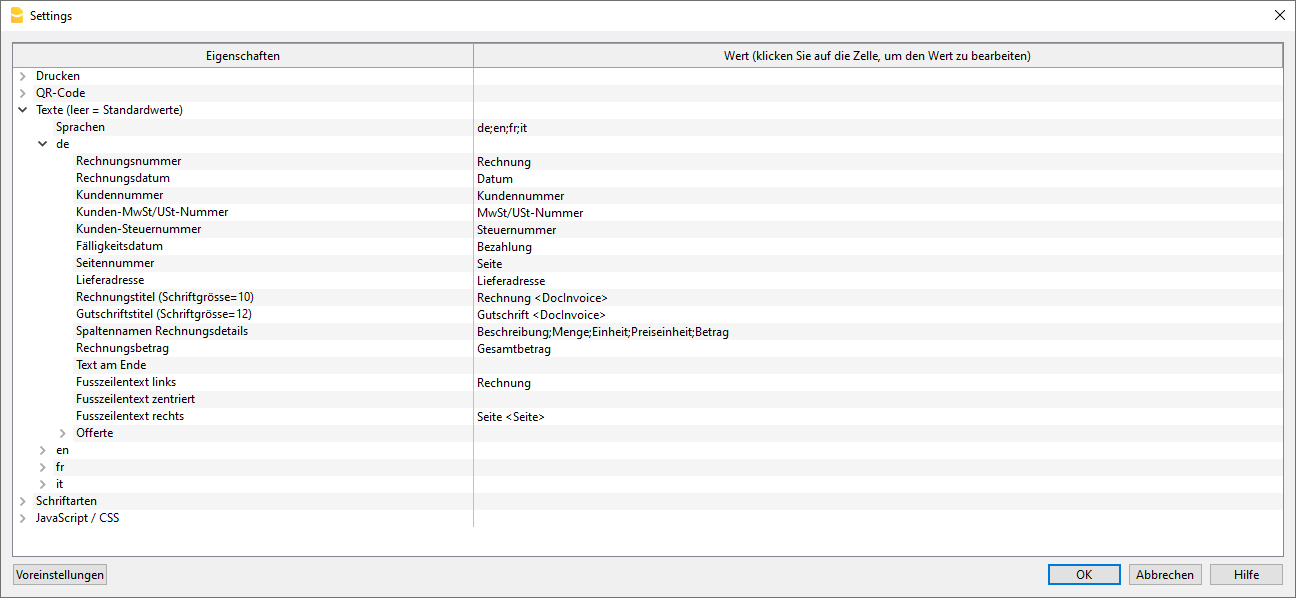 Settings
Eigenschaften Wert (klicken Sie auf die Zelle, um den Wert zu bearbeiten)
Drucken
QR-Code
Texte (leer = Standardwerte)
Sprachen de;en;fr;it
de
Rechnungsnummer Rechnung
Rechnungsdatum Datum
Kundennummer Kundennummer
Kunden-MwSt/USt-Nummer MwSt/USt-Nummer
Kunden-Steuernummer Steuernummer
Fälligkeitsdatum Bezahlung
Seitennummer Seite
Lieferadresse Lieferadresse
Rechnungstitel (Schriftgrösse=10) Rechnung <DocInvoice>
Gutschriftstitel (Schriftgrösse=12) Gutschrift <DocInvoice>
Spaltennamen Rechnungsdetails Beschreibung;Menge;Einheit;Preiseinheit;Betrag
Rechnungsbetrag Gesamtbetrag
Text am Ende
Fusszeilentext links Rechnung
Fusszeilentext zentriert
Fusszeilentext rechts Seite <Seite>
Offerte
en
fr
it
Schriftarten
JavaScript / CSS
Voreinstellungen OK Abbrechen Hilfe